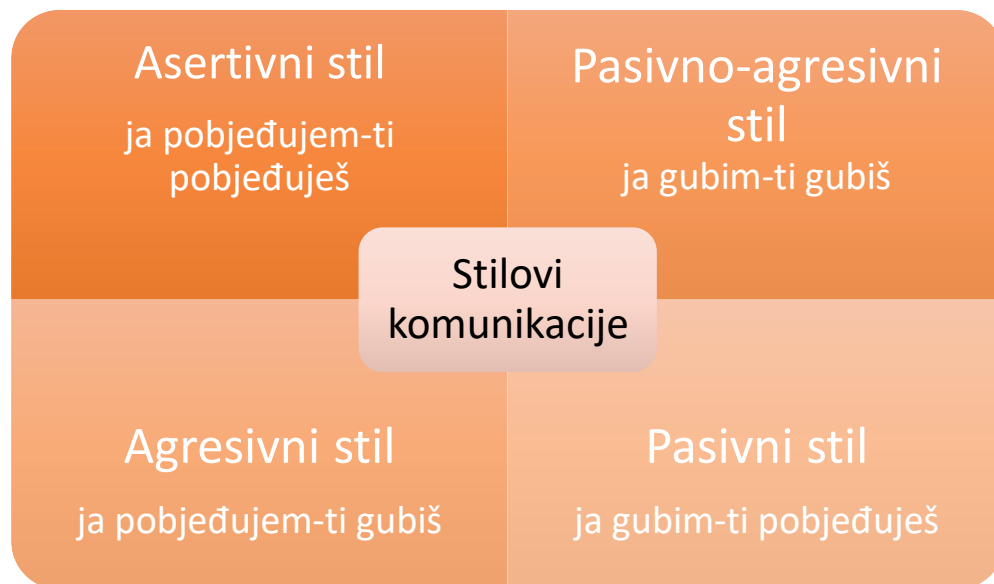 Asertivni stil
ja pobjeđujem-ti
pobjeđuješ
Pasivno-agresivni
stil
ja gubim-ti gubiš
Stilovi
komunikacije
Agresivni stil
ja pobjeđujem-ti gubiš
Pasivni stil
ja gubim-ti pobjeđuješ